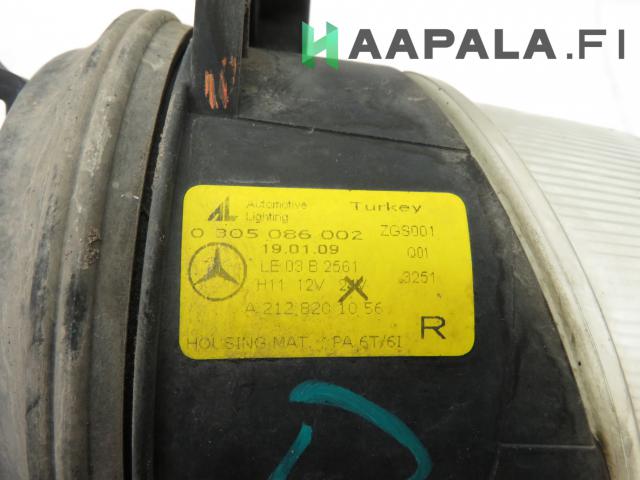 HAAPALA.FI
AL Automotive Lighting Turkey
0 305 086 002 ZGS001
19.01.09 Q01
LE 03 B 2561 3251
H11 12V
A 212 820 10 56
R
HOUSING MAT. : PA 6T/6I